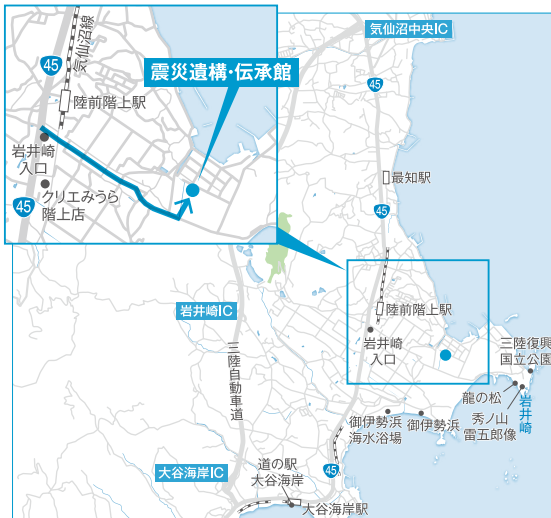 気仙沼線
45
震災遺構・伝承館
陸前階上駅
岩井崎
入口
クリエみうら
階上店
45
気仙沼中央IC
45
最知駅
45
陸前階上駅
岩井崎
入口
岩井崎IC
三陸自動車道
三陸復興
国立公園
龍の松
岩井崎
秀ノ山
雷五郎像
御伊勢浜
海水浴場
御伊勢浜
大谷海岸IC
道の駅
大谷海岸
45
大谷海岸駅